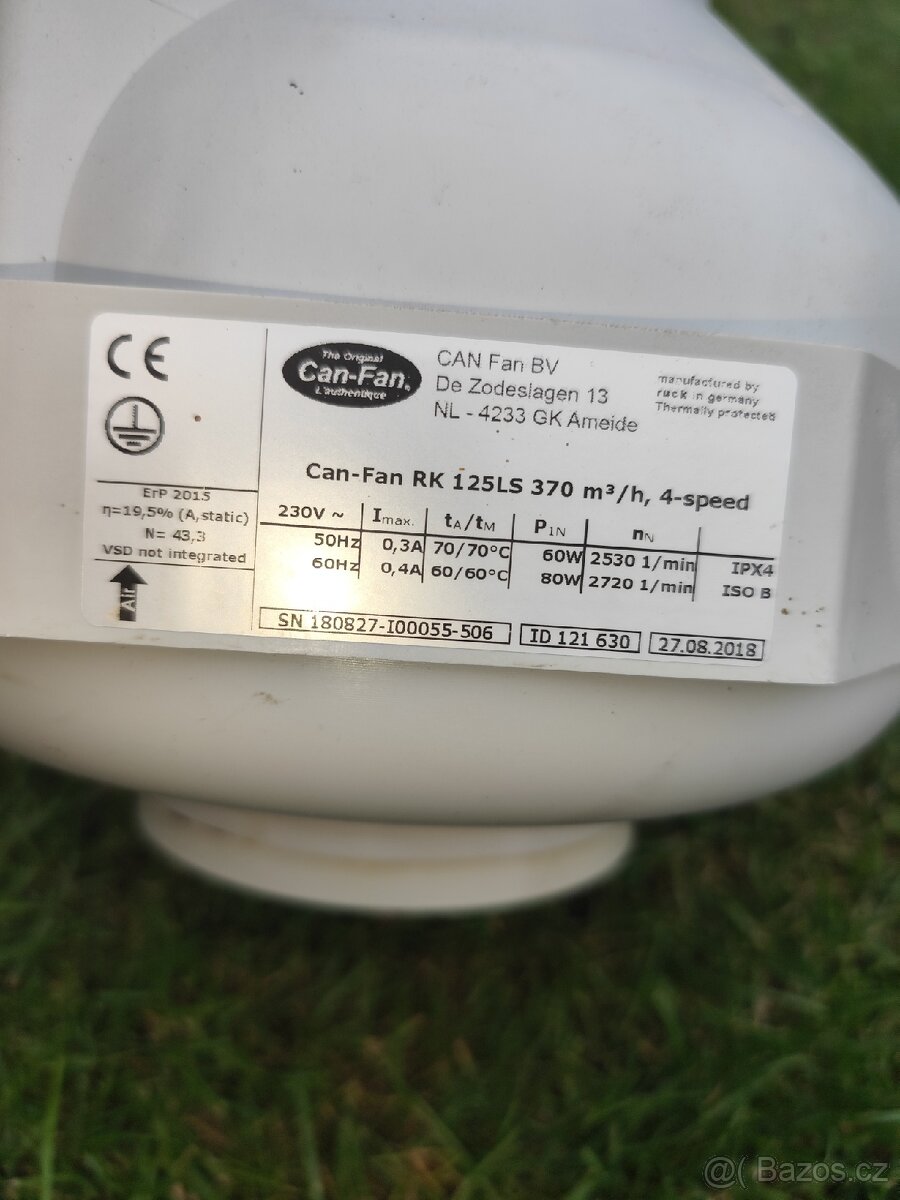 CE
The Original
Can-Fan®
L'authentique
CAN Fan BV
De Zodeslagen 13
NL - 4233 GK Ameide
manufactured by
ruck in germany
Thermally protected
Can-Fan RK 125LS 370 m³/h, 4-speed
ErP 2015
η=19,5% (A,static)
N= 43,3
VSD not integrated
Air
230V ~ Imax. tA/tM P1N nN
50Hz 0,3A 70/70°C 60W 2530 1/min IPX4
60Hz 0,4A 60/60°C 80W 2720 1/min ISO B
SN 180827-I00055-506 ID 121 630 27.08.2018
@( Bazos.cz